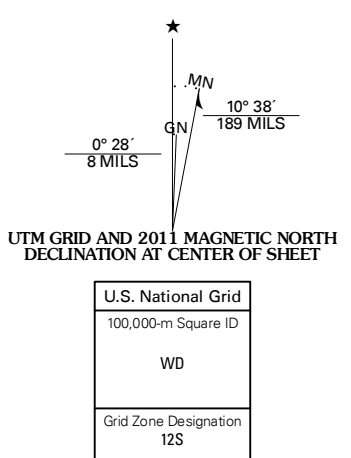 ★
MN
10° 38´
189 MILS
GN
0° 28´
8 MILS
UTM GRID AND 2011 MAGNETIC NORTH
DECLINATION AT CENTER OF SHEET
U.S. National Grid
100,000-m Square ID
WD
Grid Zone Designation
12S